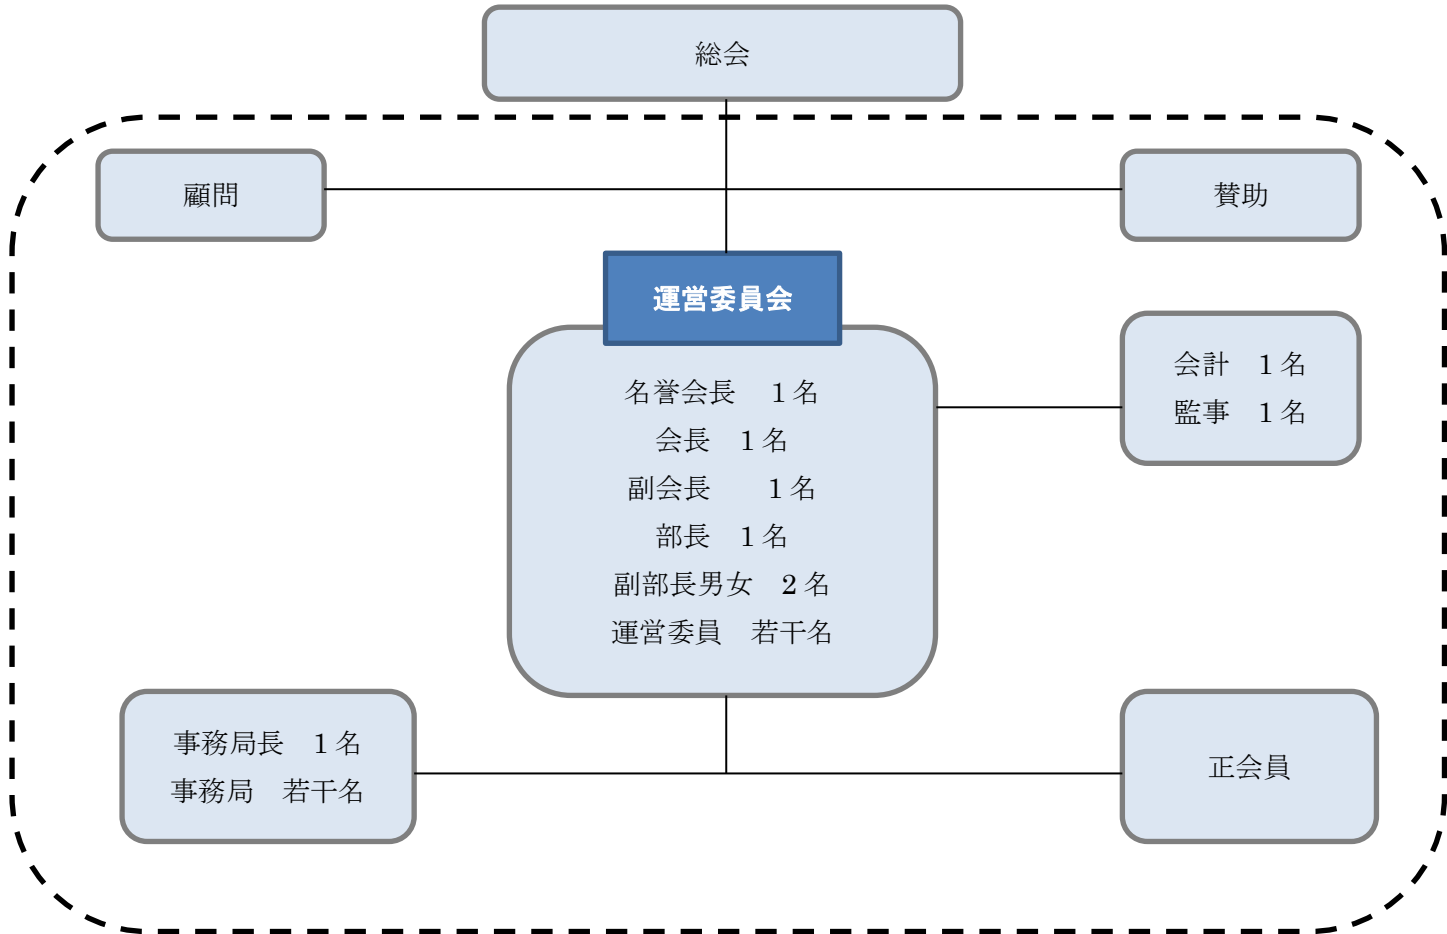 総会
顧問
賛助
運営委員会
名誉会長　1名
会長　1名
副会長　　1名
部長　1名
副部長男女　2名
運営委員　若干名
会計　1名
監事　1名
事務局長　1名
事務局　若干名
正会員